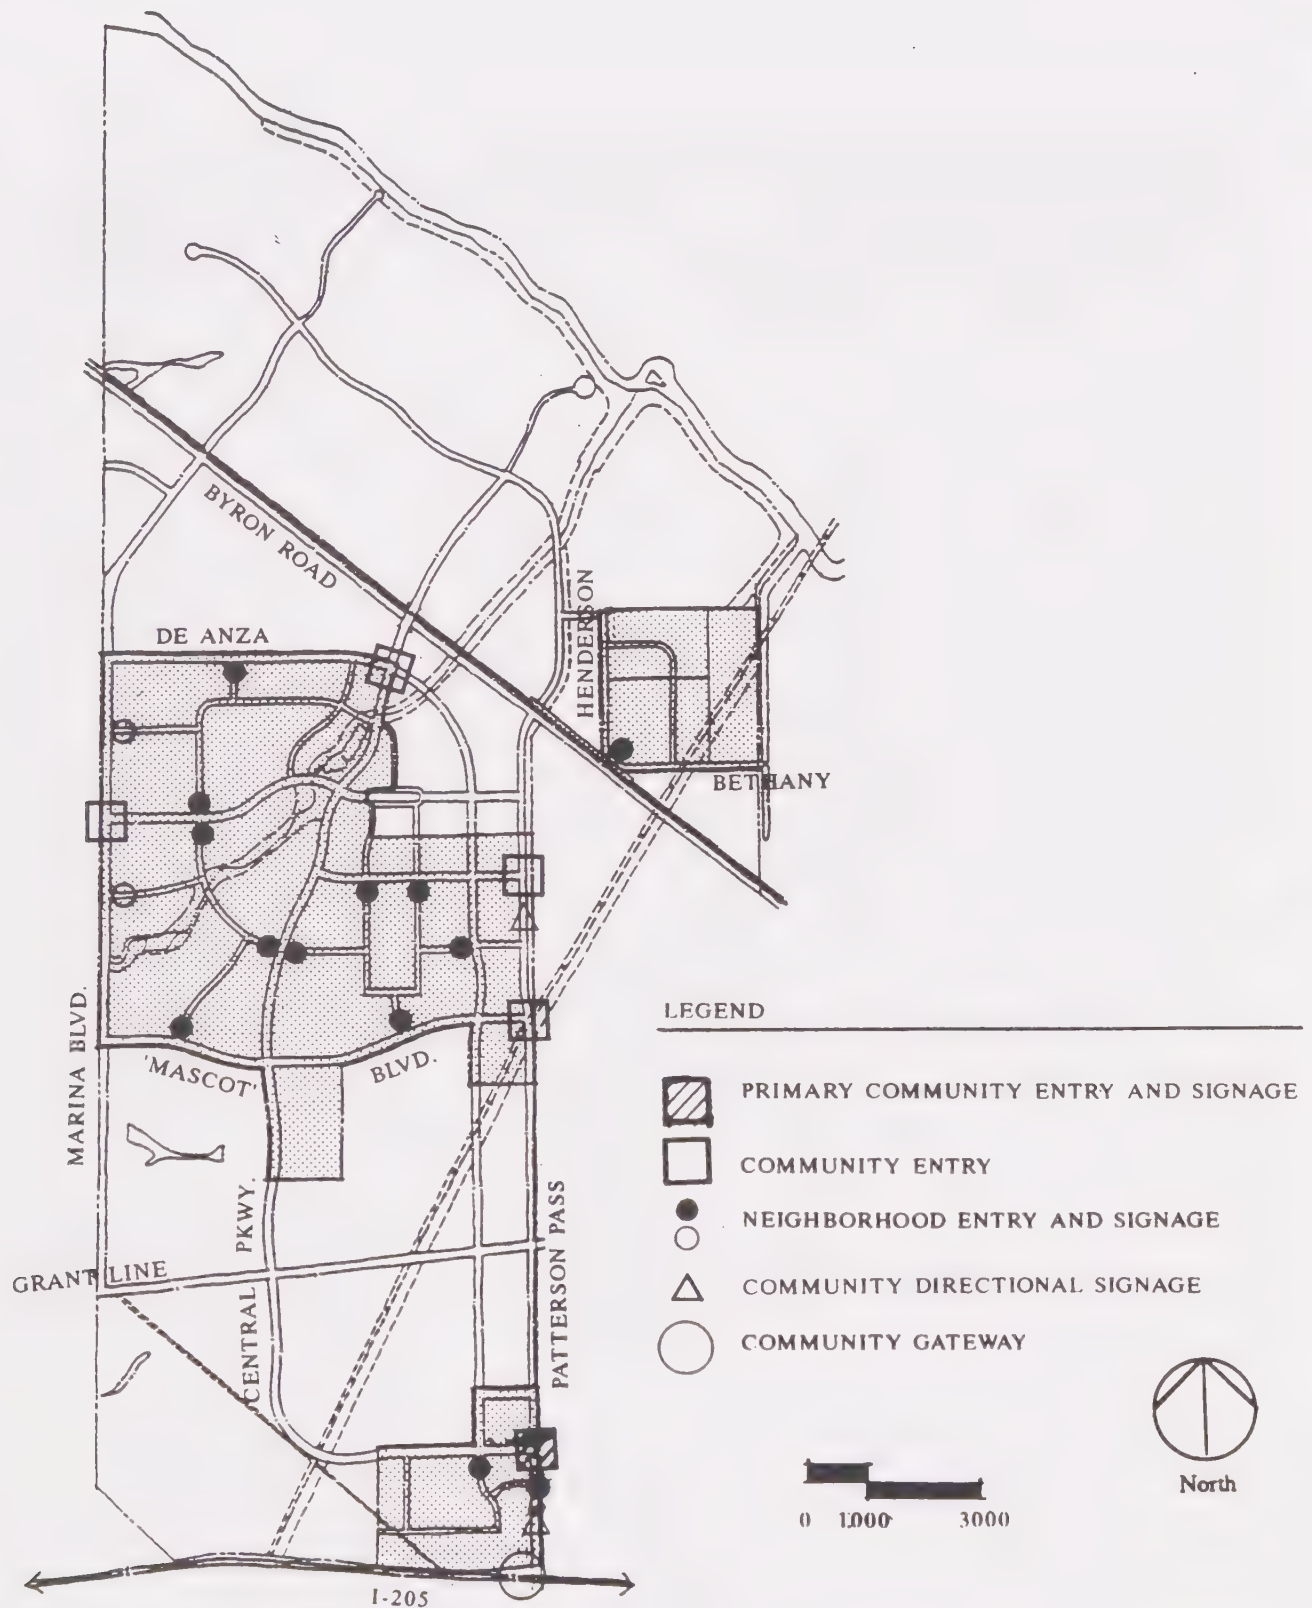 BYRON ROAD
DE ANZA
HENDERSON
BETHANY
MARINA BLVD.
'MASCOT' BLVD.
CENTRAL PKWY.
PATTERSON PASS
GRANT LINE
I-205
LEGEND
PRIMARY COMMUNITY ENTRY AND SIGNAGE
COMMUNITY ENTRY
NEIGHBORHOOD ENTRY AND SIGNAGE
COMMUNITY DIRECTIONAL SIGNAGE
COMMUNITY GATEWAY
North
0 1000 3000